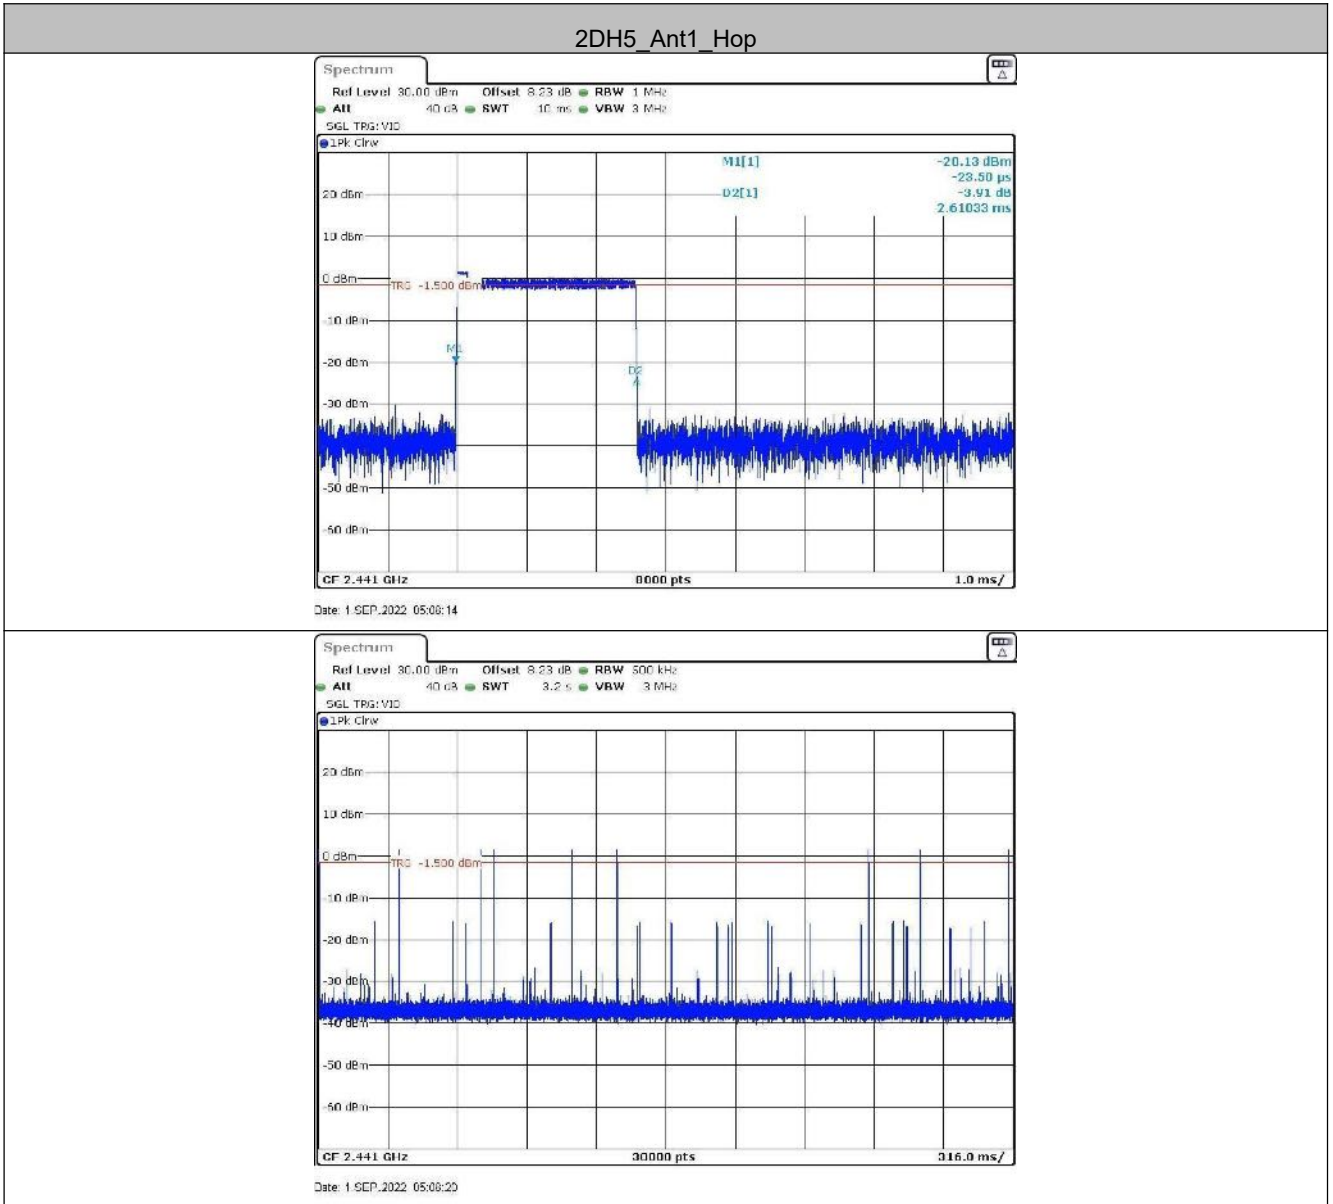 2DH5_Ant1_Hop
Spectrum
Ref Level 30.00 dBm Offset 8.23 dB RBW 1 MHz
Att 40 dB SWT 10 ms VBW 3 MHz
SGL TRG: VID
1Pk Clrw
M1[1] -20.13 dBm
-23.50 µs
D2[1] -3.91 dB
2.61033 ms
20 dBm
10 dBm
0 dBm
TRG -1.500 dBm
-10 dBm
M1
-20 dBm
D2
-30 dBm
-50 dBm
-60 dBm
CF 2.441 GHz 8000 pts 1.0 ms/
Date: 1.SEP.2022 05:08:14
Spectrum
Ref Level 30.00 dBm Offset 8.23 dB RBW 500 kHz
Att 40 dB SWT 3.2 s VBW 3 MHz
SGL TRG: VID
1Pk Clrw
20 dBm
10 dBm
0 dBm
TRG -1.500 dBm
-10 dBm
-20 dBm
-30 dBm
-40 dBm
-50 dBm
-60 dBm
CF 2.441 GHz 30000 pts 316.0 ms/
Date: 1.SEP.2022 05:08:20